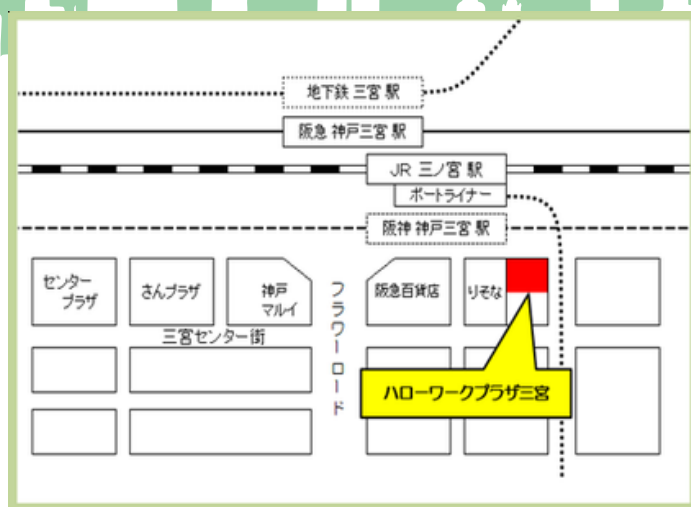 地下鉄 三宮 駅
阪急 神戸三宮 駅
JR 三ノ宮 駅
ポートライナー
阪神 神戸三宮 駅
センター
プラザ
さんプラザ
神戸
マルイ
フラワーロード
阪急百貨店
りそな
三宮センター街
ハローワークプラザ三宮